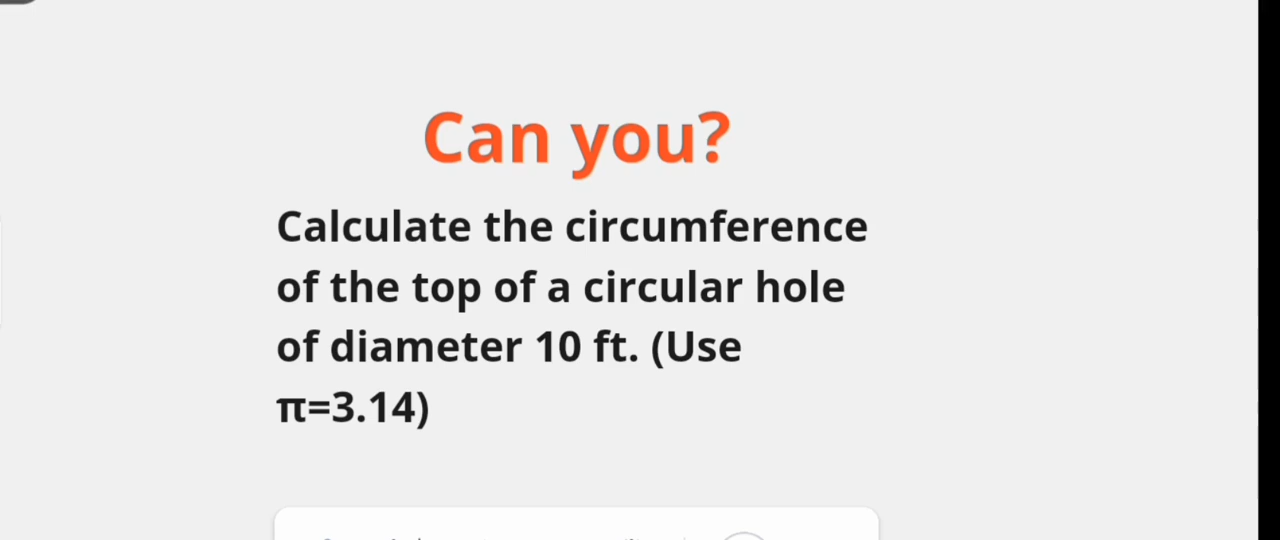 Can you?
Calculate the circumference
of the top of a circular hole
of diameter 10 ft. (Use
π=3.14)